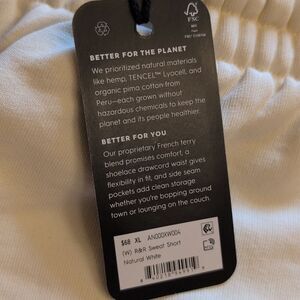 FSC
BETTER FOR THE PLANET
We prioritized natural materials
like hemp, TENCEL™ Lyocell, and
organic pima cotton from
Peru—each grown without
hazardous chemicals to keep the
planet and its people healthier.
BETTER FOR YOU
Our proprietary French terry
blend promises comfort, a
shoelace drawcord waist gives
flexibility in fit, and side seam
pockets add clean storage
whether you're bopping around
town or lounging on the couch.
$68 XL AN000XW004
(W) R&R Sweat Short
Natural White